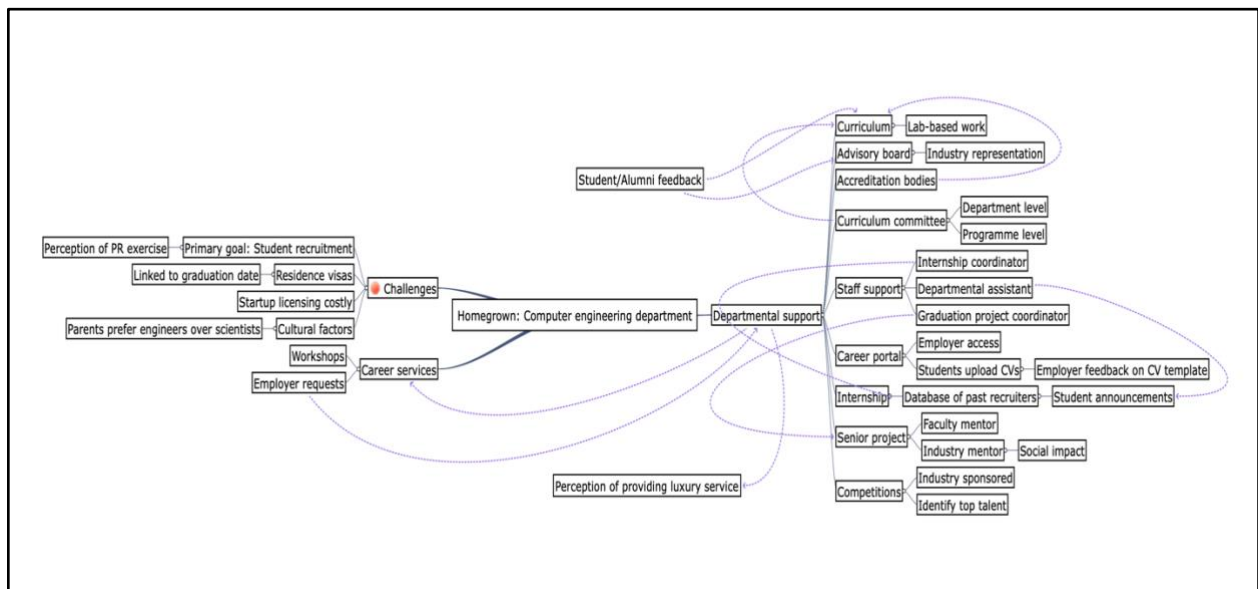 Curriculum
Lab-based work
Advisory board
Industry representation
Student/Alumni feedback
Accreditation bodies
Department level
Curriculum committee
Programme level
Perception of PR exercise
Primary goal: Student recruitment
Linked to graduation date
Residence visas
Startup licensing costly
Challenges
Parents prefer engineers over scientists
Cultural factors
Homegrown: Computer engineering department
Departmental support
Internship coordinator
Staff support
Departmental assistant
Graduation project coordinator
Workshops
Employer requests
Career services
Employer access
Career portal
Students upload CVs
Employer feedback on CV template
Internship
Database of past recruiters
Student announcements
Faculty mentor
Senior project
Industry mentor
Social impact
Perception of providing luxury service
Industry sponsored
Competitions
Identify top talent